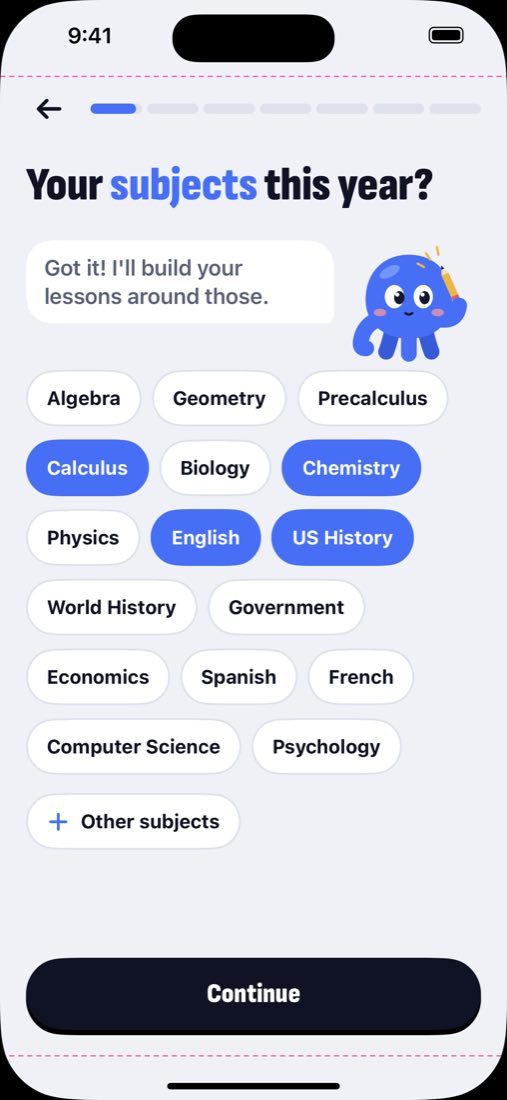 9:41
Your subjects this year?
Got it! I'll build your
lessons around those.
Algebra Geometry Precalculus
Calculus Biology Chemistry
Physics English US History
World History Government
Economics Spanish French
Computer Science Psychology
+ Other subjects
Continue